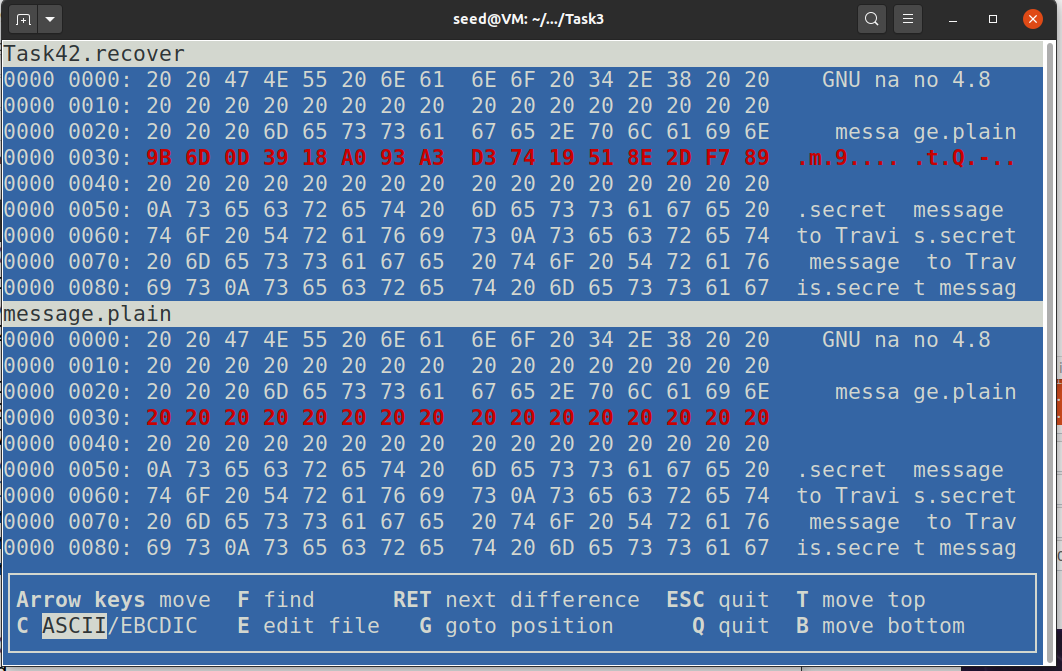 seed@VM: ~/.../Task3
Task42.recover
0000 0000: 20 20 47 4E 55 20 6E 61  6E 6F 20 34 2E 38 20 20    GNU na no 4.8
0000 0010: 20 20 20 20 20 20 20 20  20 20 20 20 20 20 20 20
0000 0020: 20 20 20 6D 65 73 73 61  67 65 2E 70 6C 61 69 6E     messa ge.plain
0000 0030: 9B 6D 0D 39 18 A0 93 A3  D3 74 19 51 8E 2D F7 89  .m.9.... .t.Q.-..
0000 0040: 20 20 20 20 20 20 20 20  20 20 20 20 20 20 20 20
0000 0050: 0A 73 65 63 72 65 74 20  6D 65 73 73 61 67 65 20  .secret  message
0000 0060: 74 6F 20 54 72 61 76 69  73 0A 73 65 63 72 65 74  to Travi s.secret
0000 0070: 20 6D 65 73 73 61 67 65  20 74 6F 20 54 72 61 76   message  to Trav
0000 0080: 69 73 0A 73 65 63 72 65  74 20 6D 65 73 73 61 67  is.secre t messag
message.plain
0000 0000: 20 20 47 4E 55 20 6E 61  6E 6F 20 34 2E 38 20 20    GNU na no 4.8
0000 0010: 20 20 20 20 20 20 20 20  20 20 20 20 20 20 20 20
0000 0020: 20 20 20 6D 65 73 73 61  67 65 2E 70 6C 61 69 6E     messa ge.plain
0000 0030: 20 20 20 20 20 20 20 20  20 20 20 20 20 20 20 20
0000 0040: 20 20 20 20 20 20 20 20  20 20 20 20 20 20 20 20
0000 0050: 0A 73 65 63 72 65 74 20  6D 65 73 73 61 67 65 20  .secret  message
0000 0060: 74 6F 20 54 72 61 76 69  73 0A 73 65 63 72 65 74  to Travi s.secret
0000 0070: 20 6D 65 73 73 61 67 65  20 74 6F 20 54 72 61 76   message  to Trav
0000 0080: 69 73 0A 73 65 63 72 65  74 20 6D 65 73 73 61 67  is.secre t messag
Arrow keys move  F find      RET next difference  ESC quit  T move top
C ASCII/EBCDIC   E edit file   G goto position      Q quit  B move bottom